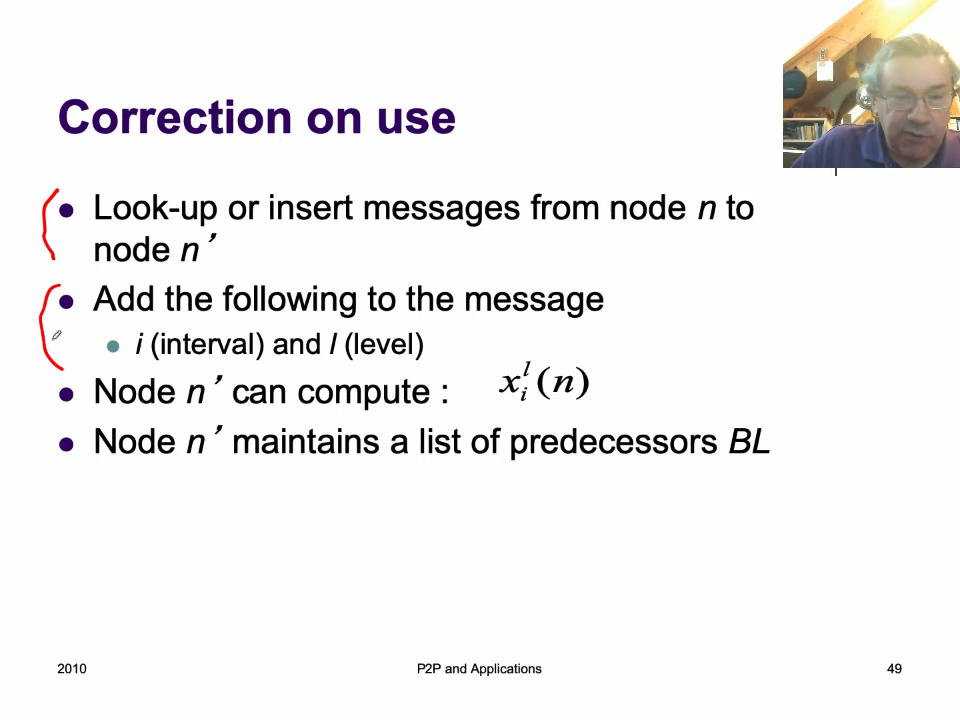 Correction on use
Look-up or insert messages from node n to
node n’
Add the following to the message
i (interval) and l (level)
Node n’ can compute : x_i^l(n)
Node n’ maintains a list of predecessors BL
2010 P2P and Applications 49